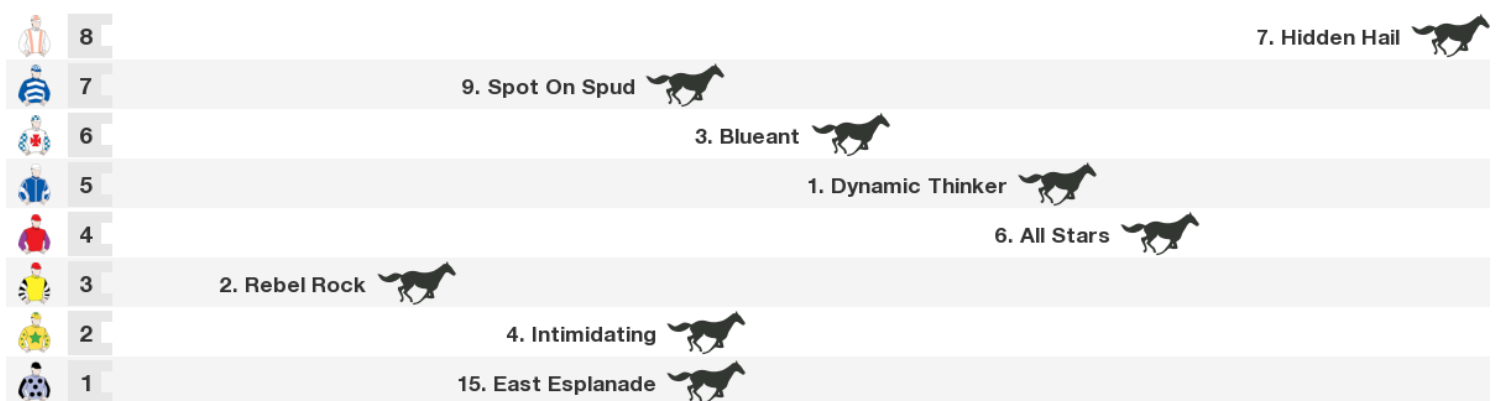 8 7. Hidden Hail
7 9. Spot On Spud
6 3. Blueant
5 1. Dynamic Thinker
4 6. All Stars
3 2. Rebel Rock
2 4. Intimidating
1 15. East Esplanade